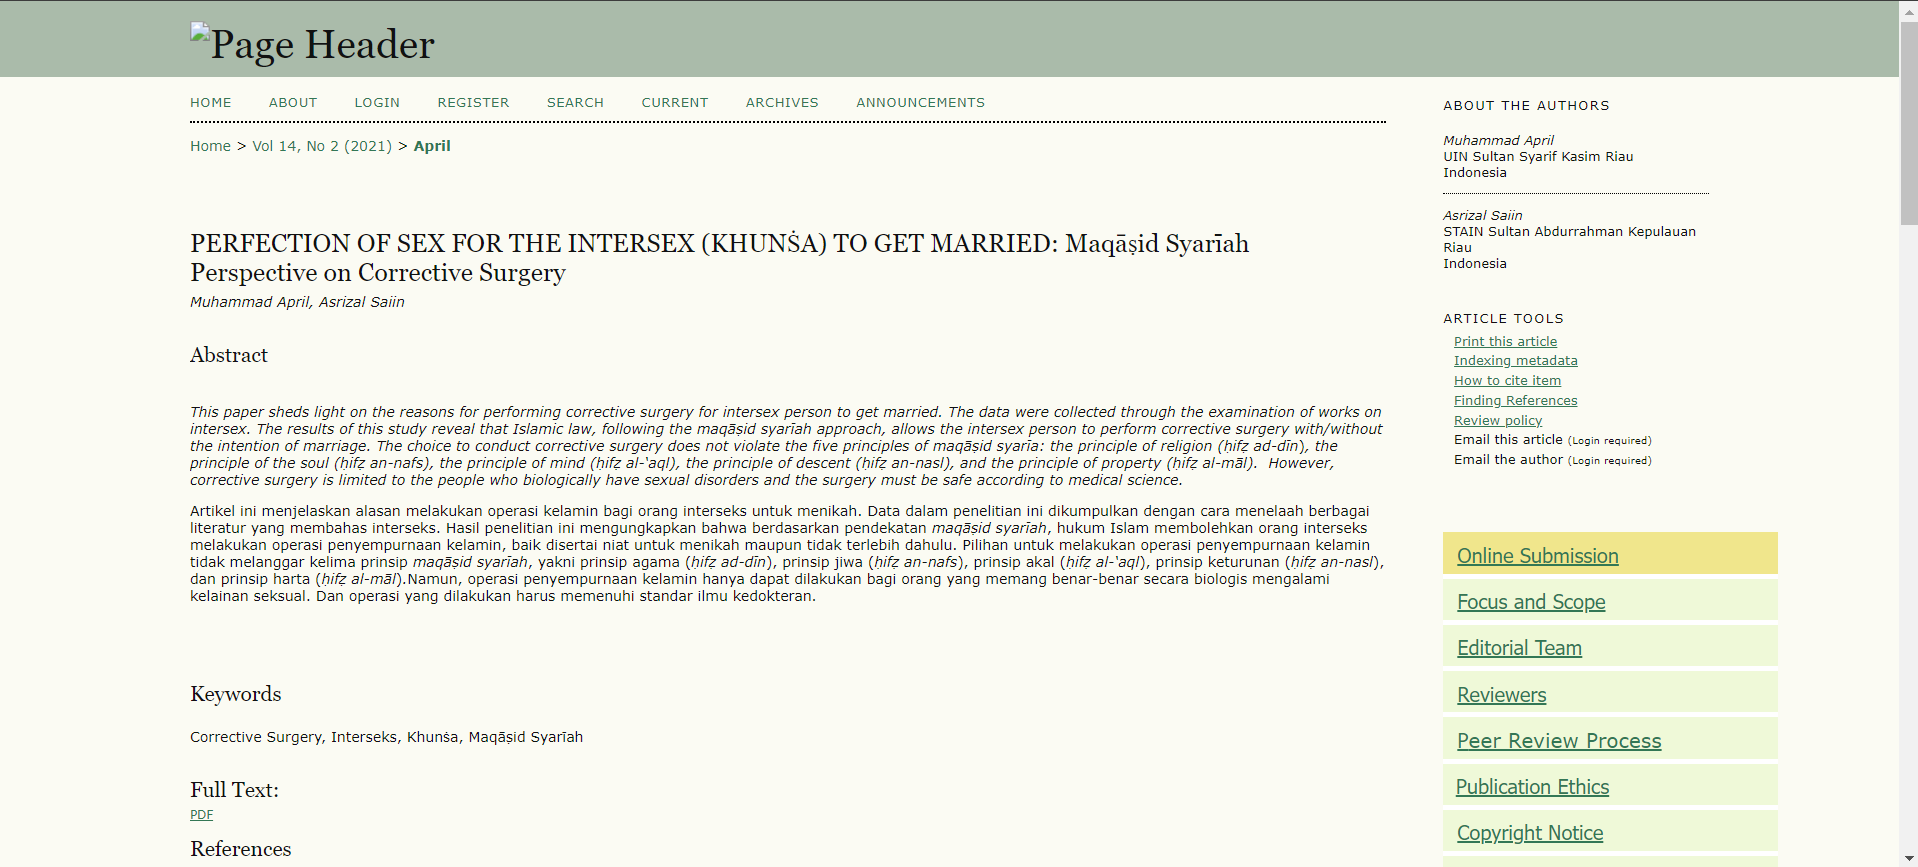 Page Header
HOME ABOUT LOGIN REGISTER SEARCH CURRENT ARCHIVES ANNOUNCEMENTS
Home > Vol 14, No 2 (2021) > April
PERFECTION OF SEX FOR THE INTERSEX (KHUNṠA) TO GET MARRIED: Maqāṣid Syarīah
Perspective on Corrective Surgery
Muhammad April, Asrizal Saiin
Abstract
This paper sheds light on the reasons for performing corrective surgery for intersex person to get married. The data were collected through the examination of works on
intersex. The results of this study reveal that Islamic law, following the maqāṣid syarīah approach, allows the intersex person to perform corrective surgery with/without
the intention of marriage. The choice to conduct corrective surgery does not violate the five principles of maqāṣid syarīa: the principle of religion (ḥifẓ ad-dīn), the
principle of the soul (ḥifẓ an-nafs), the principle of mind (ḥifẓ al-‘aql), the principle of descent (ḥifẓ an-nasl), and the principle of property (ḥifẓ al-māl).  However,
corrective surgery is limited to the people who biologically have sexual disorders and the surgery must be safe according to medical science.
Artikel ini menjelaskan alasan melakukan operasi kelamin bagi orang interseks untuk menikah. Data dalam penelitian ini dikumpulkan dengan cara menelaah berbagai
literatur yang membahas interseks. Hasil penelitian ini mengungkapkan bahwa berdasarkan pendekatan maqāṣid syarīah, hukum Islam membolehkan orang interseks
melakukan operasi penyempurnaan kelamin, baik disertai niat untuk menikah maupun tidak terlebih dahulu. Pilihan untuk melakukan operasi penyempurnaan kelamin
tidak melanggar kelima prinsip maqāṣid syarīah, yakni prinsip agama (ḥifẓ ad-dīn), prinsip jiwa (ḥifẓ an-nafs), prinsip akal (ḥifẓ al-‘aql), prinsip keturunan (ḥifẓ an-nasl),
dan prinsip harta (ḥifẓ al-māl).Namun, operasi penyempurnaan kelamin hanya dapat dilakukan bagi orang yang memang benar-benar secara biologis mengalami
kelainan seksual. Dan operasi yang dilakukan harus memenuhi standar ilmu kedokteran.
Keywords
Corrective Surgery, Interseks, Khunṡa, Maqāṣid Syarīah
Full Text:
PDF
References
ABOUT THE AUTHORS
Muhammad April
UIN Sultan Syarif Kasim Riau
Indonesia
Asrizal Saiin
STAIN Sultan Abdurrahman Kepulauan
Riau
Indonesia
ARTICLE TOOLS
Print this article
Indexing metadata
How to cite item
Finding References
Review policy
Email this article (Login required)
Email the author (Login required)
Online Submission
Focus and Scope
Editorial Team
Reviewers
Peer Review Process
Publication Ethics
Copyright Notice